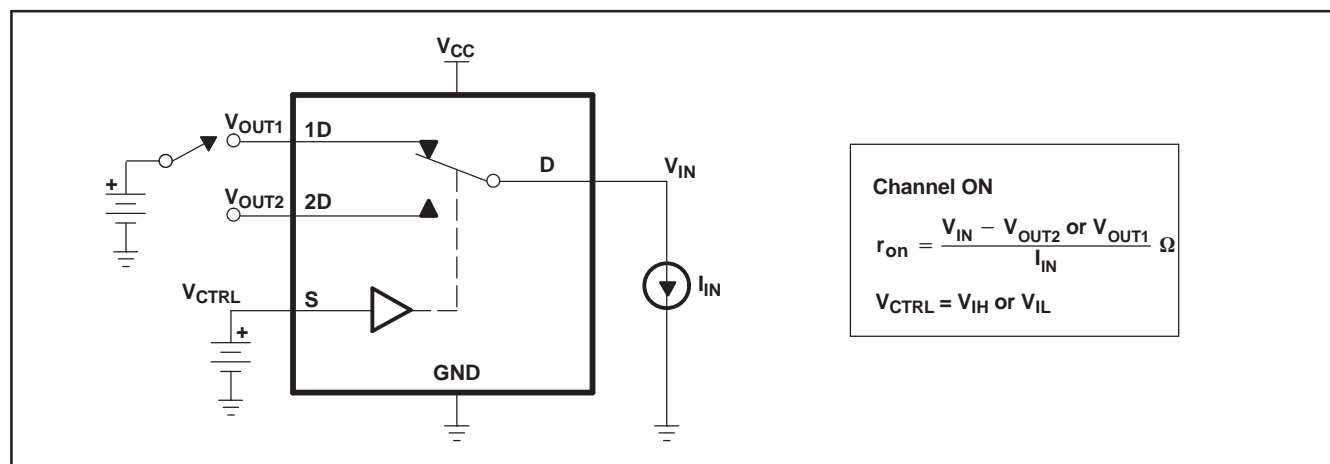 VCC
VOUT1 1D
D
VIN
+
VOUT2 2D
IIN
VCTRL S
+
GND
Channel ON
ron = VIN − VOUT2 or VOUT1 / IIN Ω
VCTRL = VIH or VIL